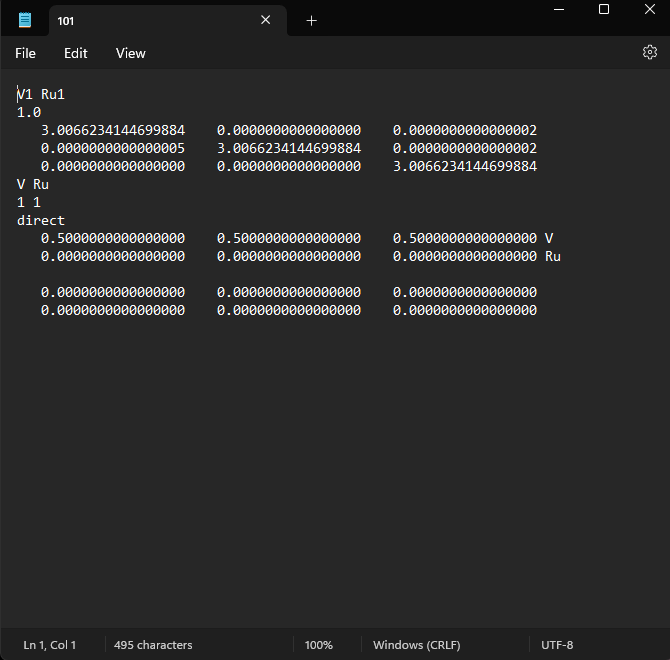 101
File Edit View
V1 Ru1
1.0
3.0066234144699884 0.0000000000000000 0.0000000000000002
0.0000000000000005 3.0066234144699884 0.0000000000000002
0.0000000000000000 0.0000000000000000 3.0066234144699884
V Ru
1 1
direct
0.5000000000000000 0.5000000000000000 0.5000000000000000 V
0.0000000000000000 0.0000000000000000 0.0000000000000000 Ru
0.0000000000000000 0.0000000000000000 0.0000000000000000
0.0000000000000000 0.0000000000000000 0.0000000000000000
Ln 1, Col 1 495 characters 100% Windows (CRLF) UTF-8